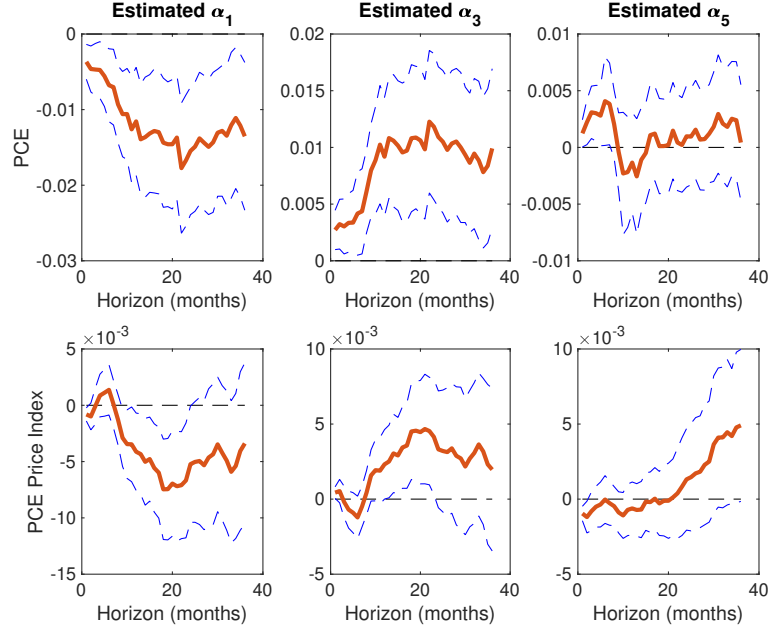 Estimated α1 Estimated α3 Estimated α5
PCE
0
-0.01
-0.02
-0.03
0 20 40
Horizon (months)
0.02
0.015
0.01
0.005
0
0 20 40
Horizon (months)
0.01
0.005
0
-0.005
-0.01
0 20 40
Horizon (months)
PCE Price Index
×10-3
5
0
-5
-10
-15
0 20 40
Horizon (months)
×10-3
10
5
0
-5
0 20 40
Horizon (months)
×10-3
10
5
0
-5
0 20 40
Horizon (months)